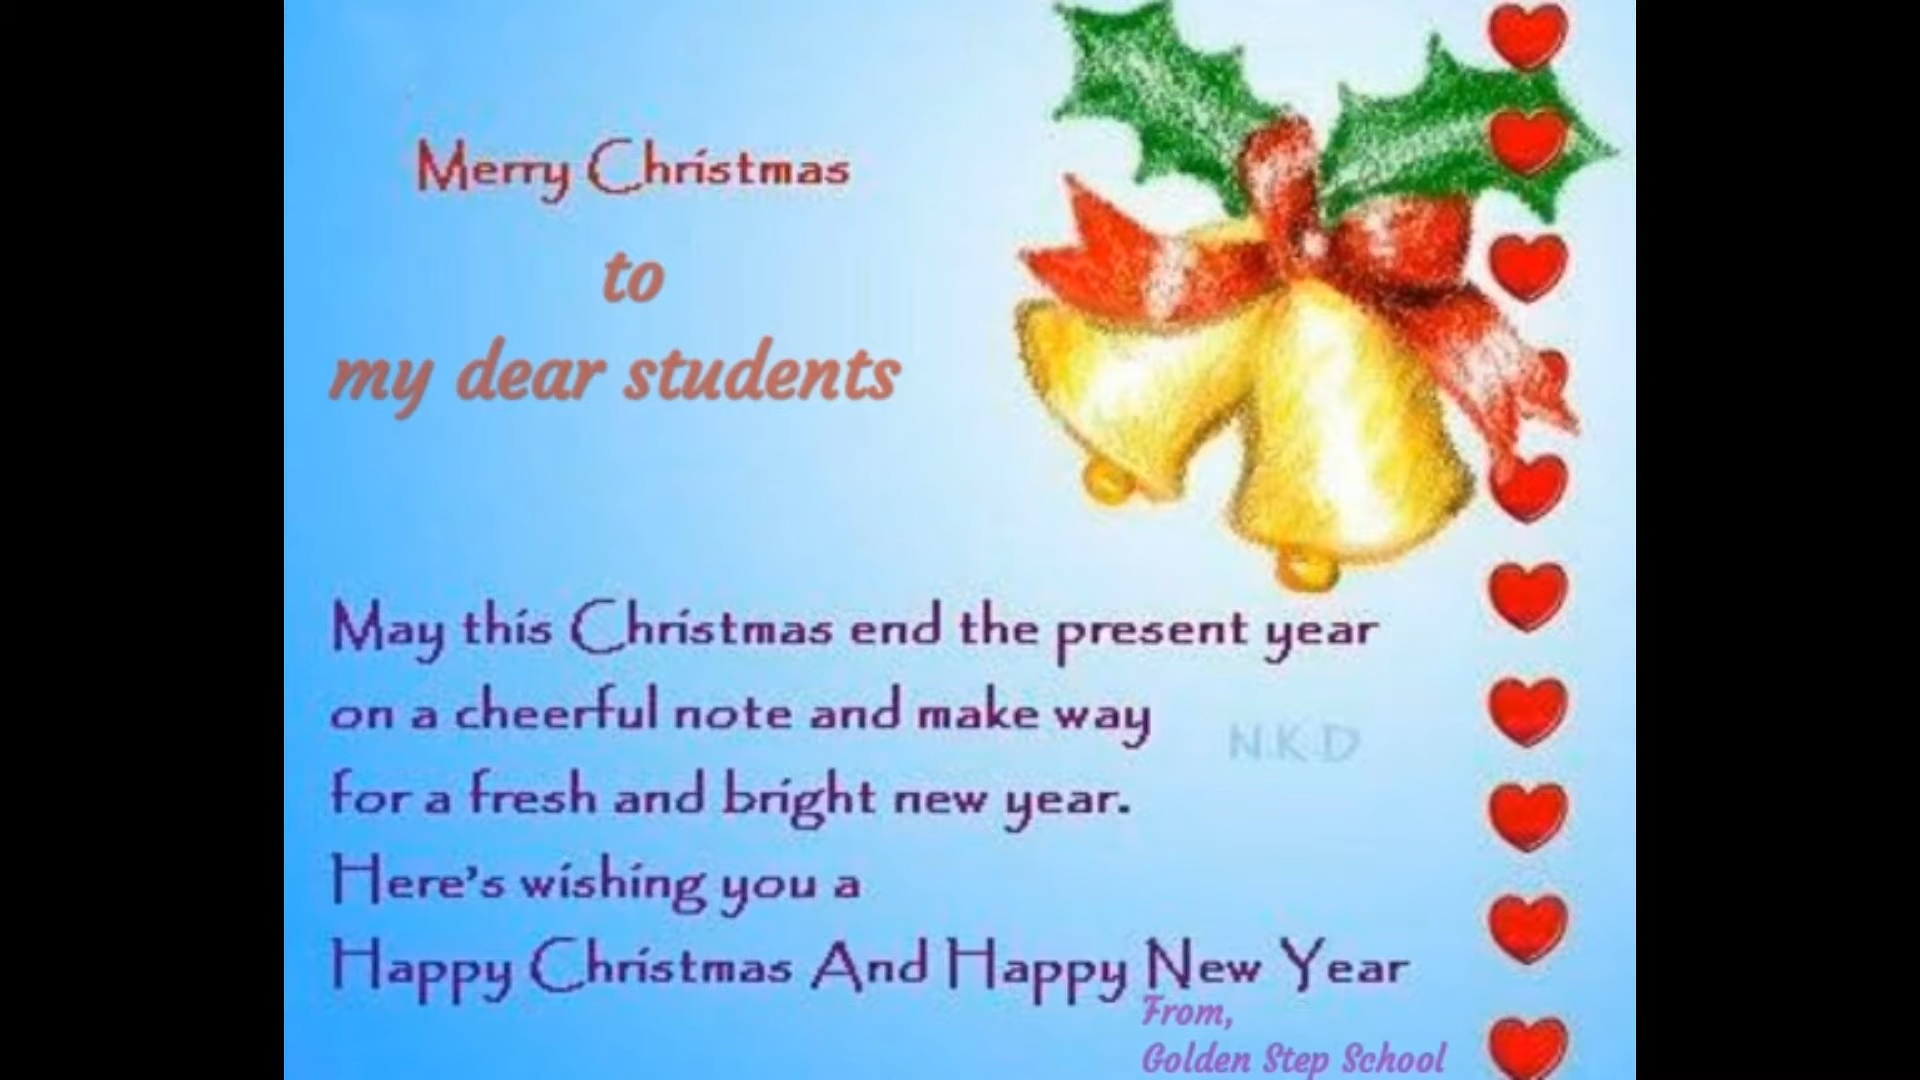 Merry Christmas
to
my dear students
May this Christmas end the present year
on a cheerful note and make way
N K D
for a fresh and bright new year.
Here's wishing you a
Happy Christmas And Happy New Year
From,
Golden Step School